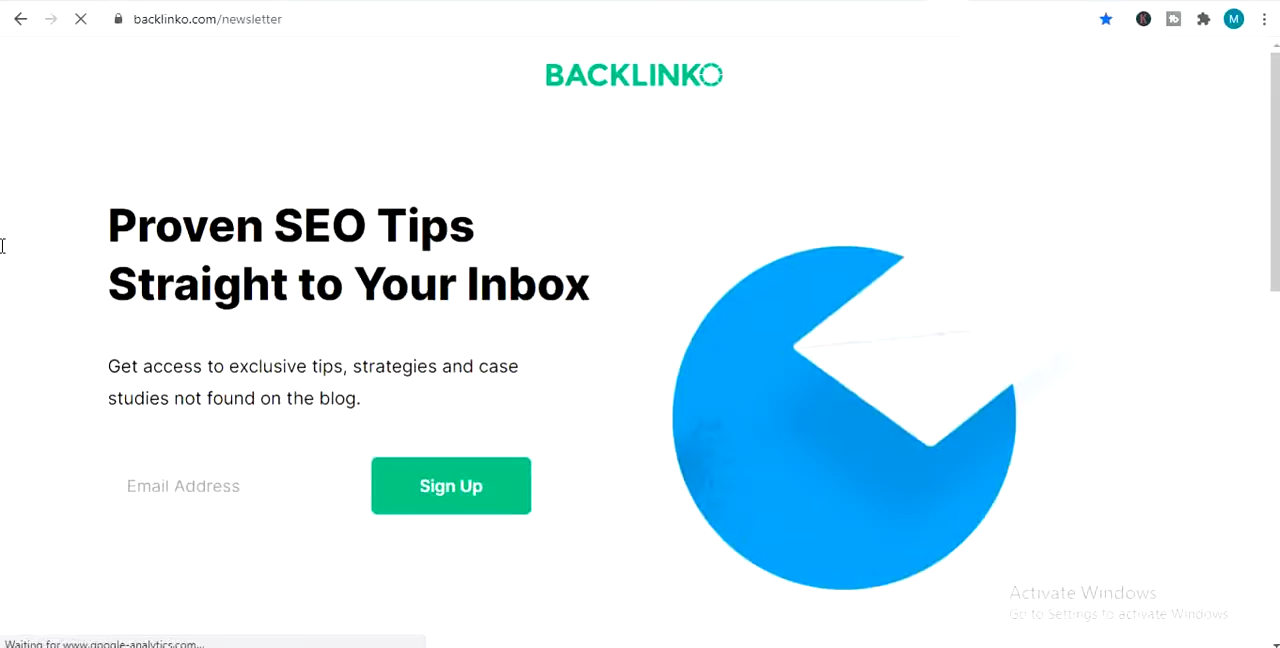 backlinko.com/newsletter
M
BACKLINKO
Proven SEO Tips
Straight to Your Inbox
Get access to exclusive tips, strategies and case
studies not found on the blog.
Email Address
Sign Up
Activate Windows
Go to Settings to activate Windows.
Waiting for www.google-analytics.com...